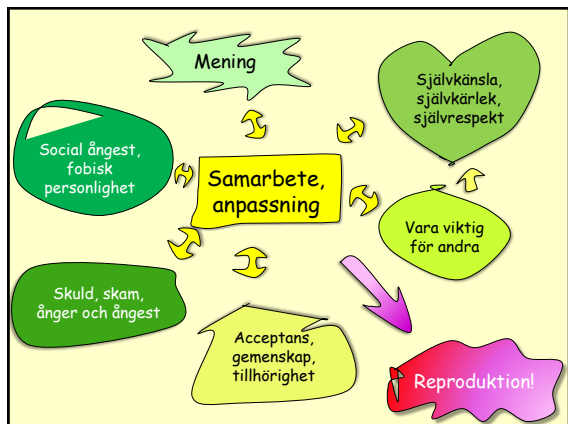 Mening
Självkänsla,
självkärlek,
självrespekt
Social ångest,
fobisk
personlighet
Samarbete,
anpassning
Vara viktig
för andra
Skuld, skam,
ånger och ångest
Acceptans,
gemenskap,
tillhörighet
Reproduktion!